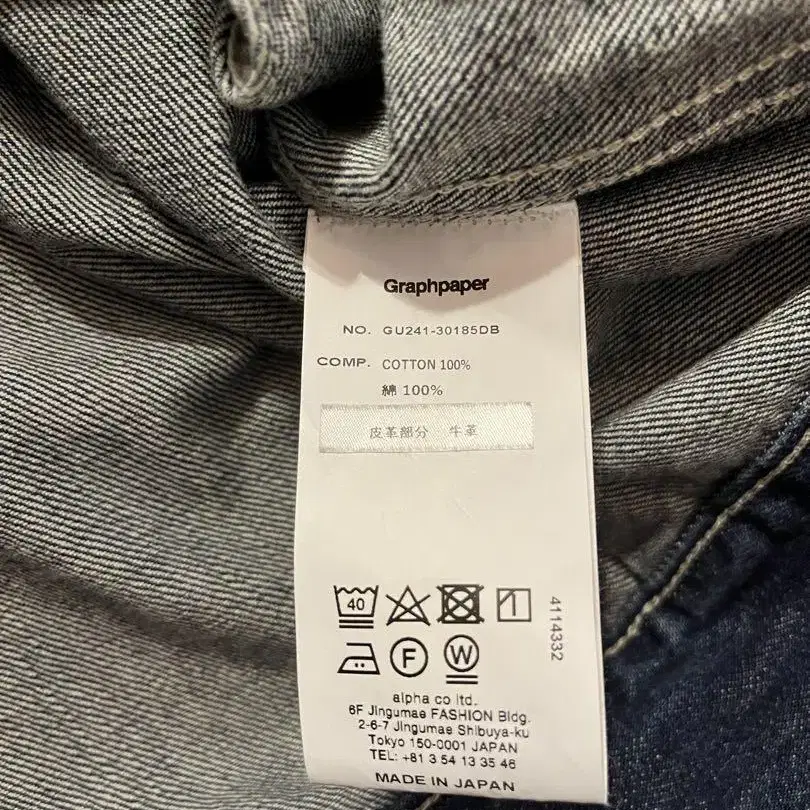 Graphpaper
NO. GU241-30185DB
COMP. COTTON 100%
綿 100%
皮革部分 牛革
40
4114332
F
W
alpha co ltd.
6F Jingumae FASHION Bldg.
2-6-7 Jingumae Shibuya-ku
Tokyo 150-0001 JAPAN
TEL: +81 3 54 13 35 46
MADE IN JAPAN